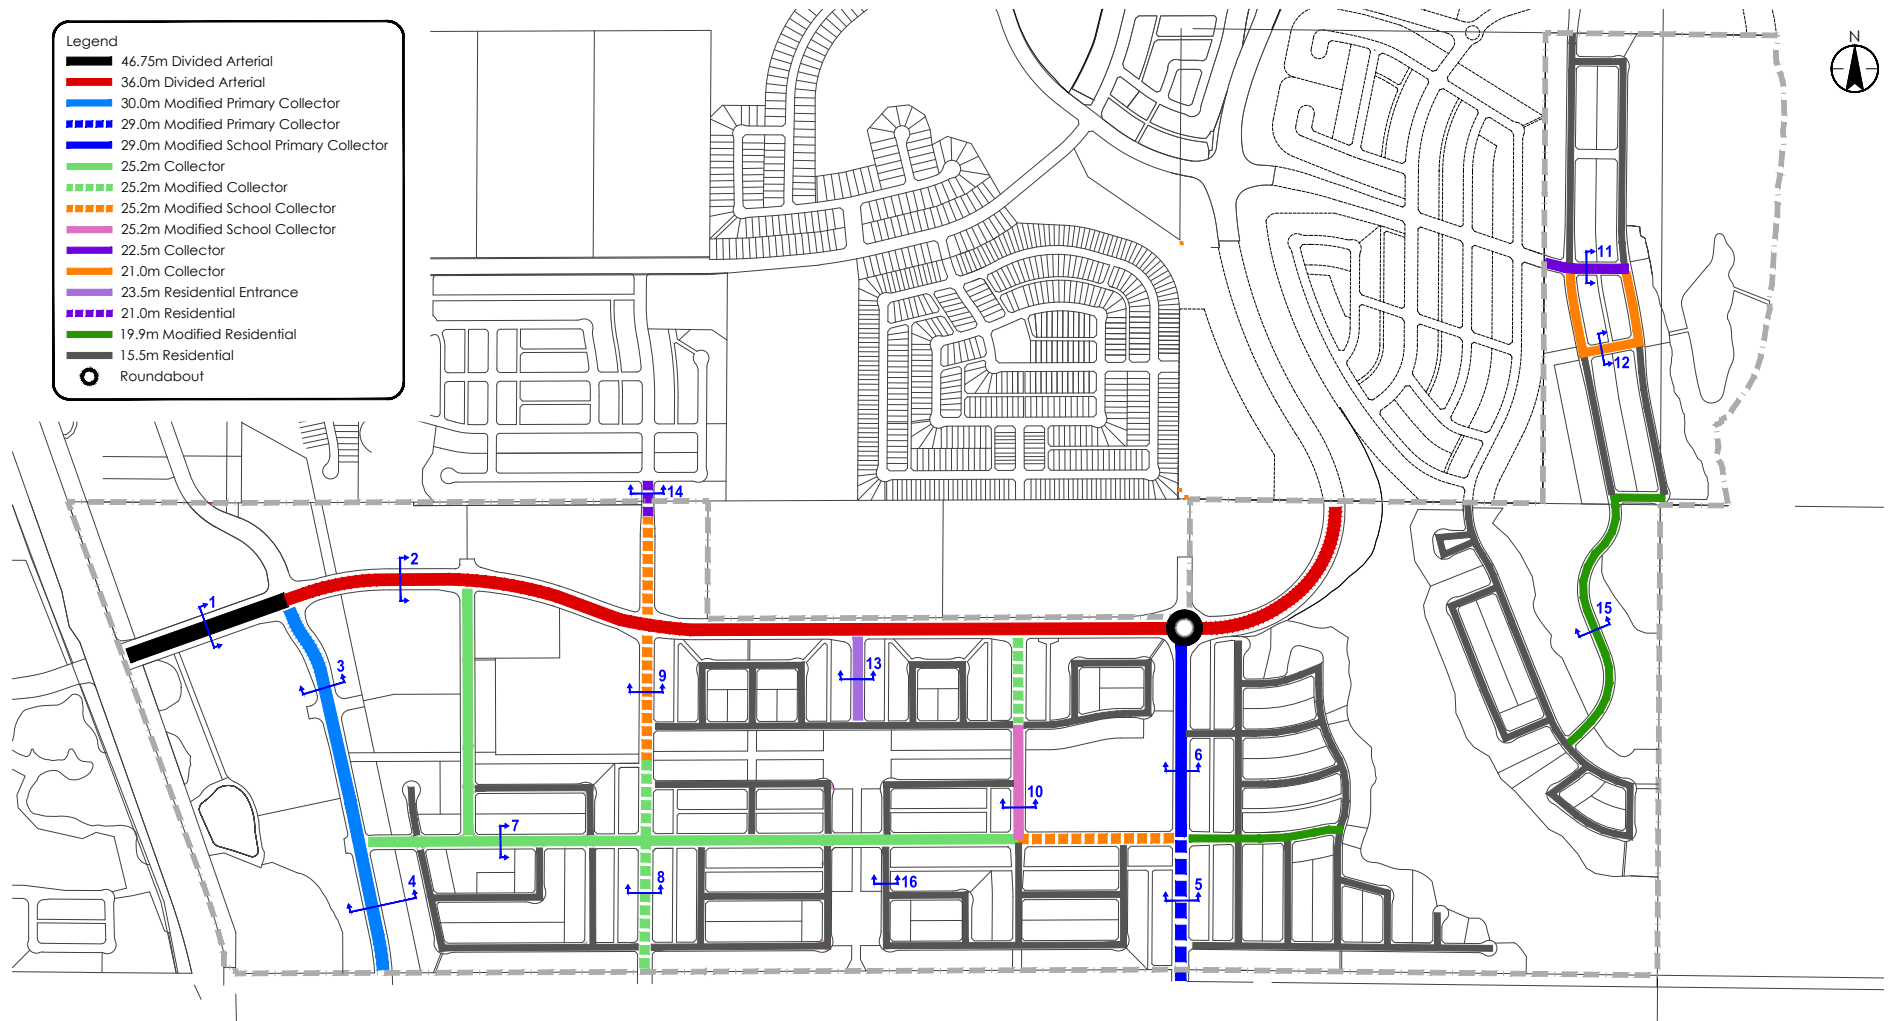 Legend
46.75m Divided Arterial
36.0m Divided Arterial
30.0m Modified Primary Collector
29.0m Modified Primary Collector
29.0m Modified School Primary Collector
25.2m Collector
25.2m Modified Collector
25.2m Modified School Collector
25.2m Modified School Collector
22.5m Collector
21.0m Collector
23.5m Residential Entrance
21.0m Residential
19.9m Modified Residential
15.5m Residential
Roundabout
N
11
12
14
2
1
15
3
13
9
6
10
7
4
8
16
5